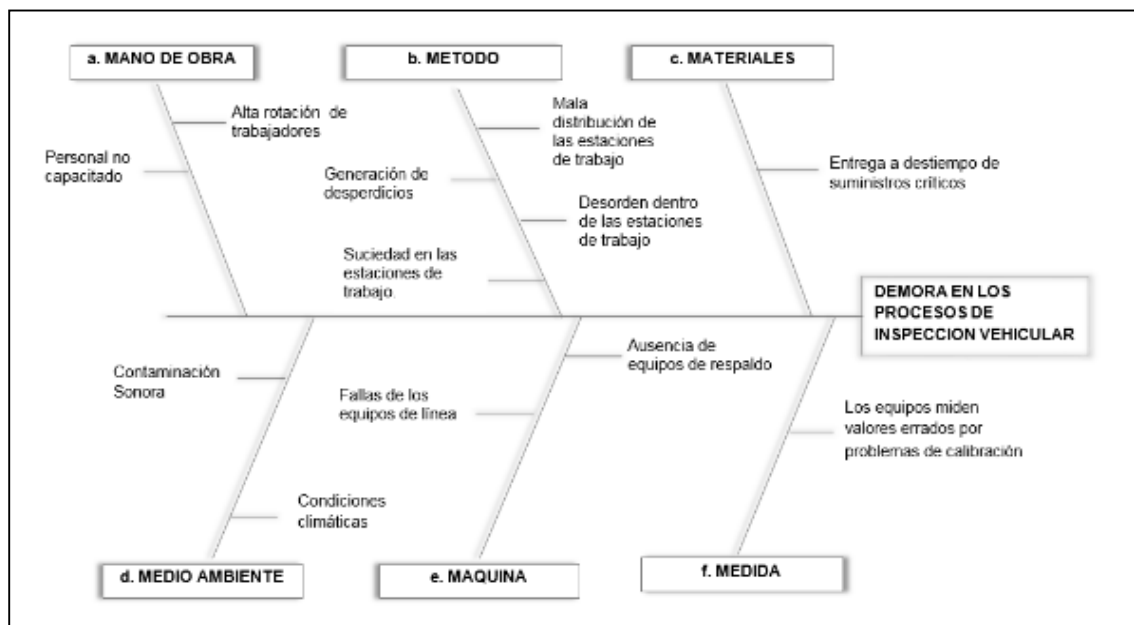 a. MANO DE OBRA
b. METODO
c. MATERIALES
Alta rotación de
trabajadores
Personal no
capacitado
Mala
distribución de
las estaciones
de trabajo
Generación de
desperdicios
Desorden dentro
de las estaciones
de trabajo
Suciedad en las
estaciones de
trabajo.
Entrega a destiempo de
suministros críticos
DEMORA EN LOS
PROCESOS DE
INSPECCION VEHICULAR
Contaminación
Sonora
Condiciones
climáticas
Ausencia de
equipos de respaldo
Fallas de los
equipos de línea
Los equipos miden
valores errados por
problemas de calibración
d. MEDIO AMBIENTE
e. MAQUINA
f. MEDIDA